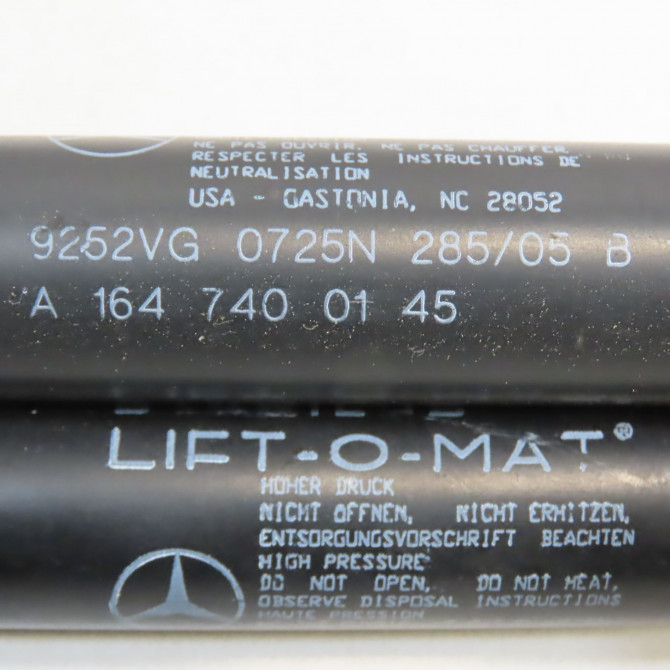 NE PAS OUVRIR, NE PAS CHAUFFER
RESPECTER LES INSTRUCTIONS DE
NEUTRALISATION
USA - GASTONIA, NC 28052
9252VG 0725N 285/05 B
A 164 740 01 45
LIFT-O-MAT®
HOHER DRUCK
NICHT ÖFFNEN, NICHT ERHITZEN,
ENTSORGUNGSVORSCHRIFT BEACHTEN
HIGH PRESSURE
DO NOT OPEN, DO NOT HEAT,
OBSERVE DISPOSAL INSTRUCTIONS
HAUTE PRESSION